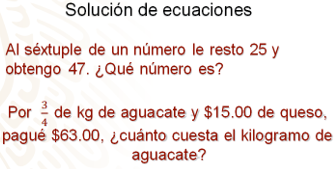 Solución de ecuaciones
Al séxtuple de un número le resto 25 y
obtengo 47. ¿Qué número es?
Por 3/4 de kg de aguacate y $15.00 de queso,
pagué $63.00, ¿cuánto cuesta el kilogramo de
aguacate?